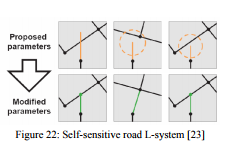 Proposed
parameters
Modified
parameters
Figure 22: Self-sensitive road L-system [23]